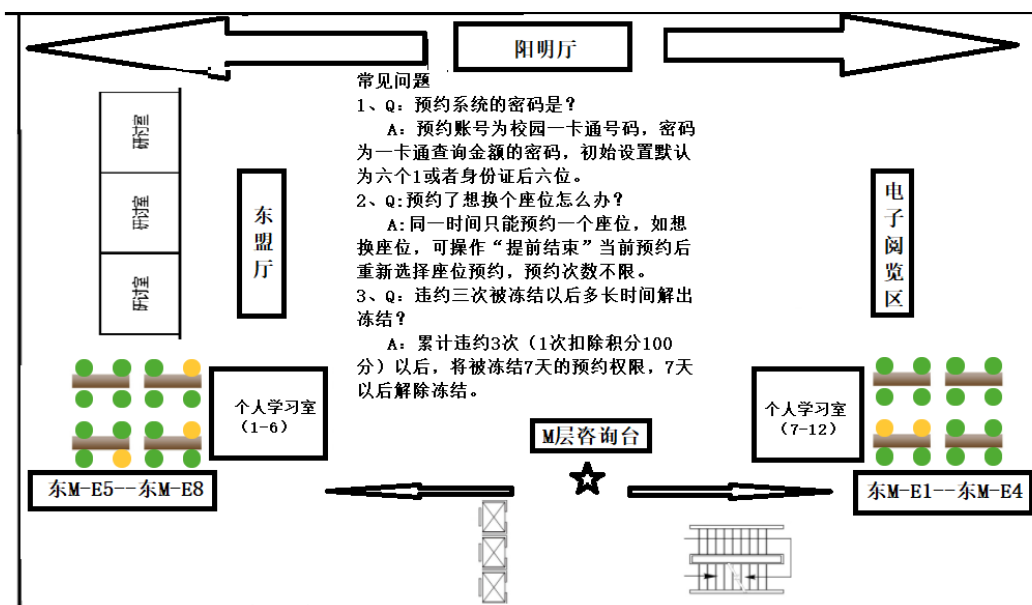 阳明厅
常见问题
1、Q：预约系统的密码是？
A：预约账号为校园一卡通号码，密码
为一卡通查询金额的密码，初始设置默认
为六个1或者身份证后六位。
2、Q:预约了想换个座位怎么办？
A:同一时间只能预约一个座位，如想
换座位，可操作“提前结束”当前预约后
重新选择座位预约，预约次数不限。
3、Q：违约三次被冻结以后多长时间解出
冻结？
A：累计违约3次（1次扣除积分100
分）以后，将被冻结7天的预约权限，7天
以后解除冻结。
研讨室
研讨室
研讨室
东盟厅
电子阅览区
个人学习室
（1-6）
个人学习室
（7-12）
M层咨询台
东M-E5--东M-E8
东M-E1--东M-E4